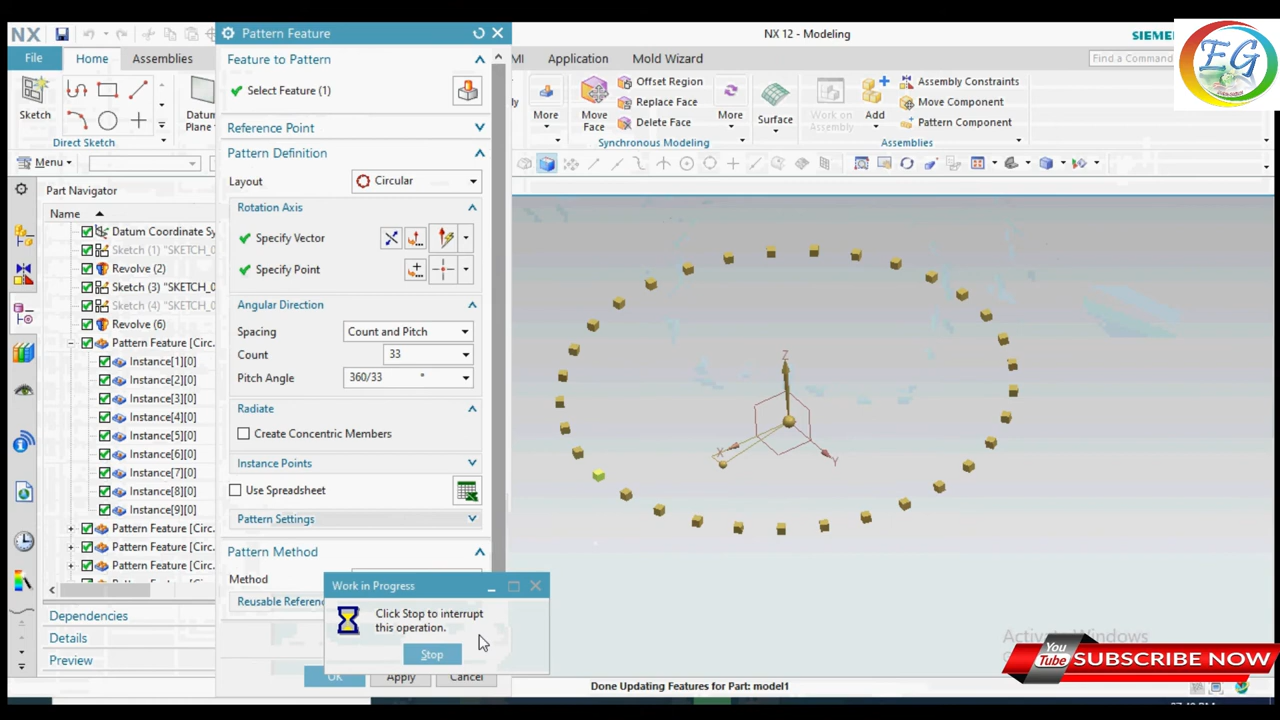 NX
Pattern Feature
NX 12 - Modeling
SIEME
EG
File
Home
Assemblies
MI
Application
Mold Wizard
Find a Command
Feature to Pattern
Select Feature (1)
Reference Point
Pattern Definition
Layout
Circular
Rotation Axis
Specify Vector
Specify Point
Angular Direction
Spacing
Count and Pitch
Count
33
Pitch Angle
360/33
°
Radiate
Create Concentric Members
Instance Points
Use Spreadsheet
Pattern Settings
Pattern Method
Method
Reusable Referenc
OK
Apply
Cancel
Work in Progress
Click Stop to interrupt
this operation.
Stop
Sketch
Datum
Plane
Direct Sketch
Menu
More
Move
Face
Offset Region
Replace Face
Delete Face
More
Synchronous Modeling
Surface
Work on
Assembly
Add
Assembly Constraints
Move Component
Pattern Component
Assemblies
Part Navigator
Name
Datum Coordinate Sy
Sketch (1) "SKETCH_0
Revolve (2)
Sketch (3) "SKETCH_0
Sketch (4) "SKETCH_0
Revolve (6)
Pattern Feature [Circ.
Instance[1][0]
Instance[2][0]
Instance[3][0]
Instance[4][0]
Instance[5][0]
Instance[6][0]
Instance[7][0]
Instance[8][0]
Instance[9][0]
Pattern Feature [Circ.
Pattern Feature [Circ.
Pattern Feature [Circ.
Dependencies
Details
Preview
Z
X
Y
Activate Windows
You
Tube
SUBSCRIBE NOW
Done Updating Features for Part: model1